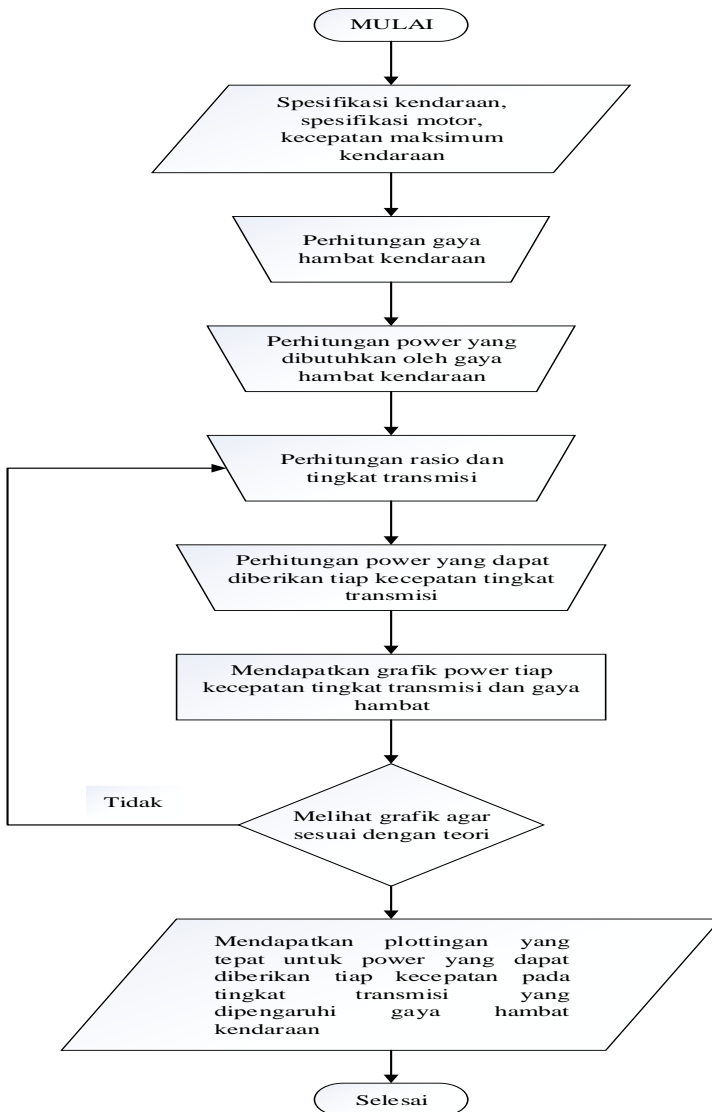 MULAI
Spesifikasi kendaraan,
spesifikasi motor,
kecepatan maksimum
kendaraan
Perhitungan gaya
hambat kendaraan
Perhitungan power yang
dibutuhkan oleh gaya
hambat kendaraan
Perhitungan rasio dan
tingkat transmisi
Perhitungan power yang dapat
diberikan tiap kecepatan tingkat
transmisi
Mendapatkan grafik power tiap
kecepatan tingkat transmisi dan gaya
hambat
Tidak
Melihat grafik agar
sesuai dengan teori
Mendapatkan plottingan yang
tepat untuk power yang dapat
diberikan tiap kecepatan pada
tingkat transmisi yang
dipengaruhi gaya hambat
kendaraan
Selesai